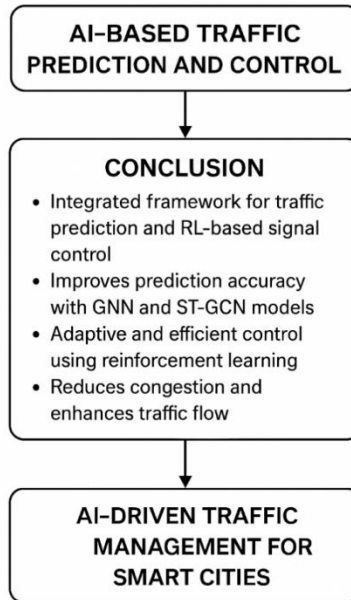 AI–BASED TRAFFIC
PREDICTION AND CONTROL
CONCLUSION
• Integrated framework for traffic
prediction and RL-based signal
control
• Improves prediction accuracy
with GNN and ST-GCN models
• Adaptive and efficient control
using reinforcement learning
• Reduces congestion and
enhances traffic flow
AI–DRIVEN TRAFFIC
MANAGEMENT FOR
SMART CITIES